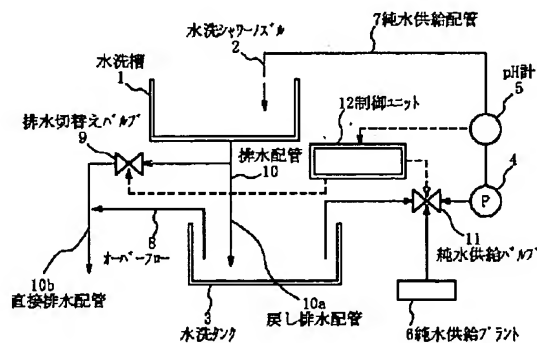 7純水供給配管
水洗シャワーノズル
2
水洗槽
1
pH計
5
12制御ユニット
排水切替えバルブ
9
排水配管
10
4
P
8
オーバーフロー
11
純水供給バルブ
10b
直接排水配管
10a
3
水洗タンク
戻し排水配管
6純水供給プラント